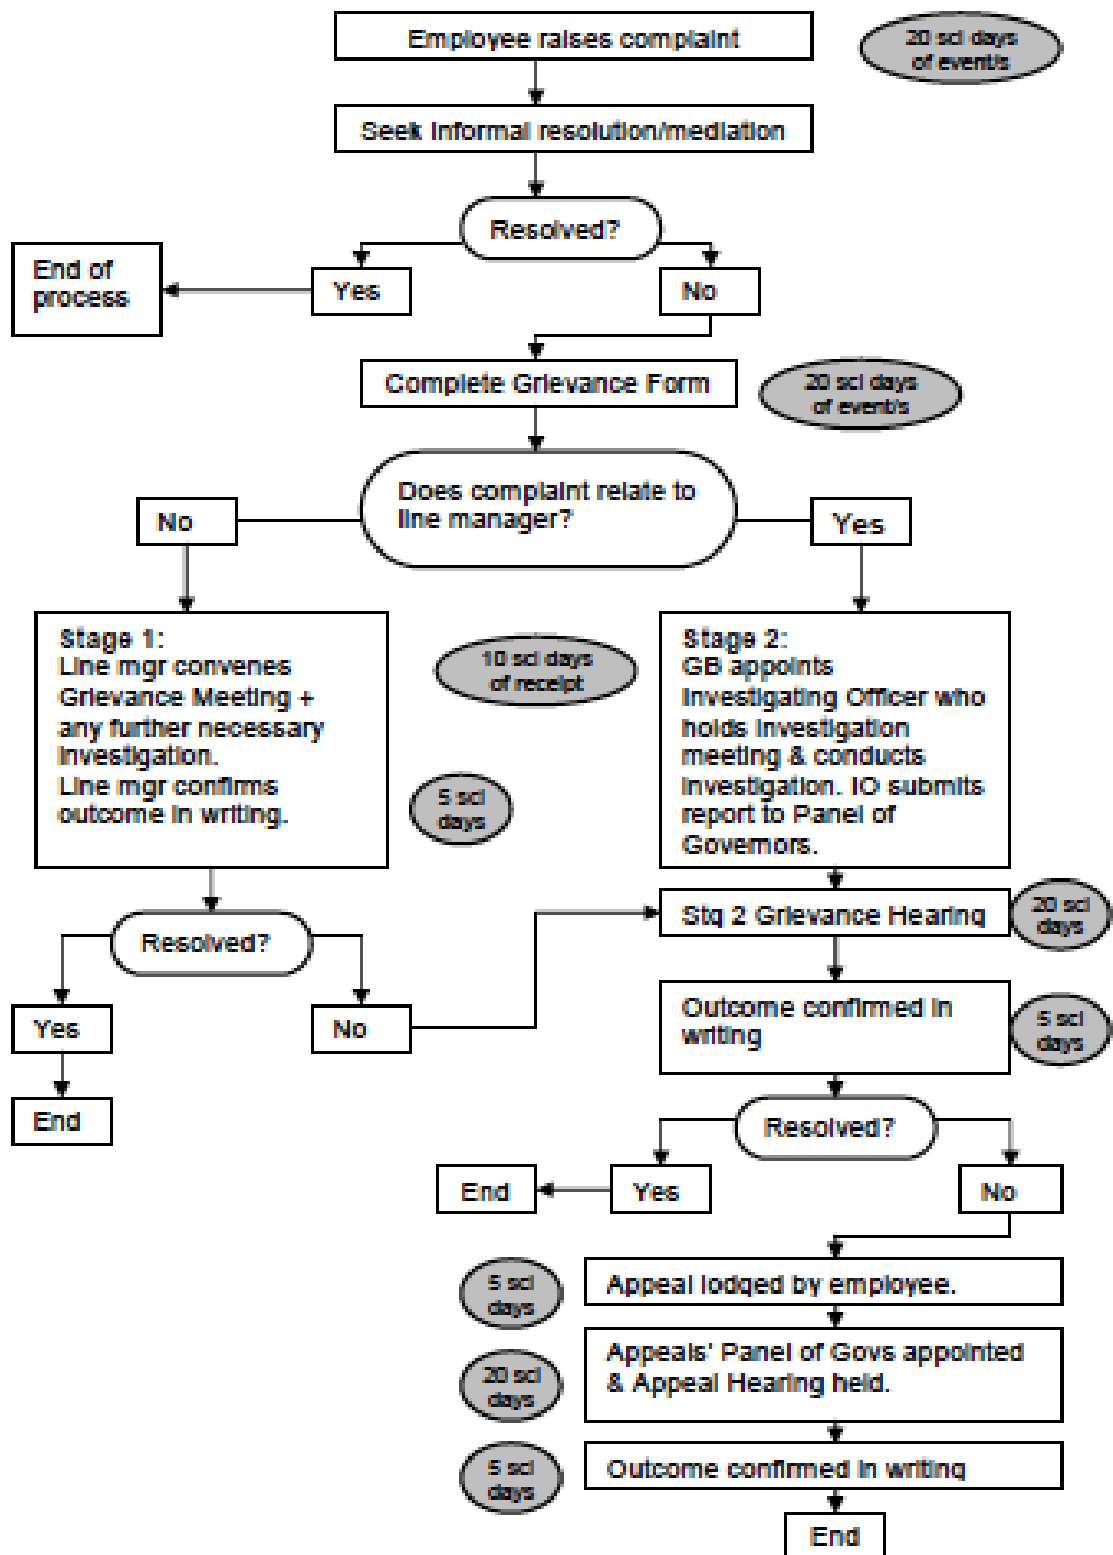 Employee raises complaint
20 scl days
of event/s
Seek informal resolution/mediation
Resolved?
End of
process
Yes
No
Complete Grievance Form
20 scl days
of event/s
Does complaint relate to
line manager?
No
Yes
Stage 1:
Line mgr convenes
Grievance Meeting +
any further necessary
investigation.
Line mgr confirms
outcome in writing.
10 scl days
of receipt
5 scl
days
Stage 2:
GB appoints
Investigating Officer who
holds investigation
meeting & conducts
investigation. IO submits
report to Panel of
Governors.
Resolved?
Yes
No
End
Stg 2 Grievance Hearing
20 scl
days
Outcome confirmed in
writing
5 scl
days
Resolved?
End
Yes
No
5 scl
days
Appeal lodged by employee.
20 scl
days
Appeals' Panel of Govs appointed
& Appeal Hearing held.
5 scl
days
Outcome confirmed in writing
End